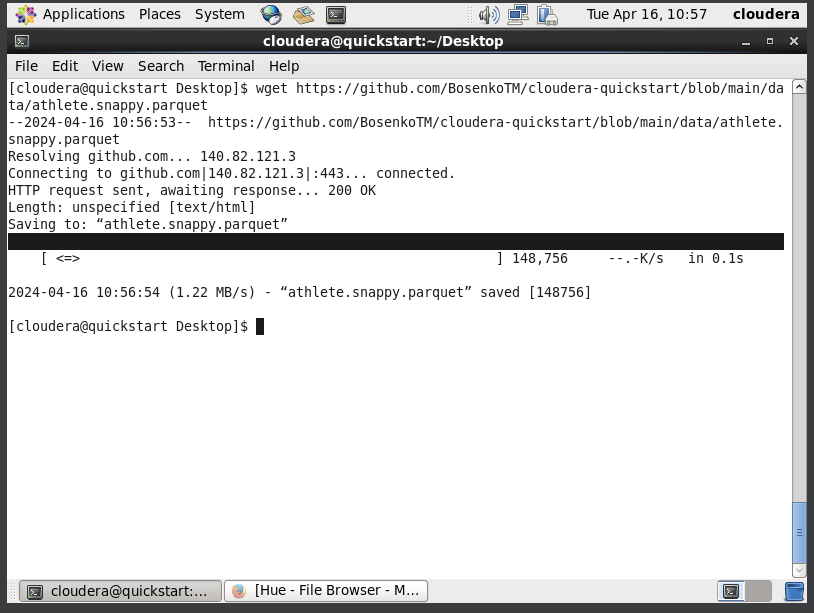 Applications Places System Tue Apr 16, 10:57 cloudera
cloudera@quickstart:~/Desktop
File Edit View Search Terminal Help
[cloudera@quickstart Desktop]$ wget https://github.com/BosenkoTM/cloudera-quickstart/blob/main/da
ta/athlete.snappy.parquet
--2024-04-16 10:56:53--  https://github.com/BosenkoTM/cloudera-quickstart/blob/main/data/athlete.
snappy.parquet
Resolving github.com... 140.82.121.3
Connecting to github.com|140.82.121.3|:443... connected.
HTTP request sent, awaiting response... 200 OK
Length: unspecified [text/html]
Saving to: “athlete.snappy.parquet”
[ <=> ] 148,756 --.-K/s in 0.1s
2024-04-16 10:56:54 (1.22 MB/s) - “athlete.snappy.parquet” saved [148756]
[cloudera@quickstart Desktop]$
cloudera@quickstart:... [Hue - File Browser - M...